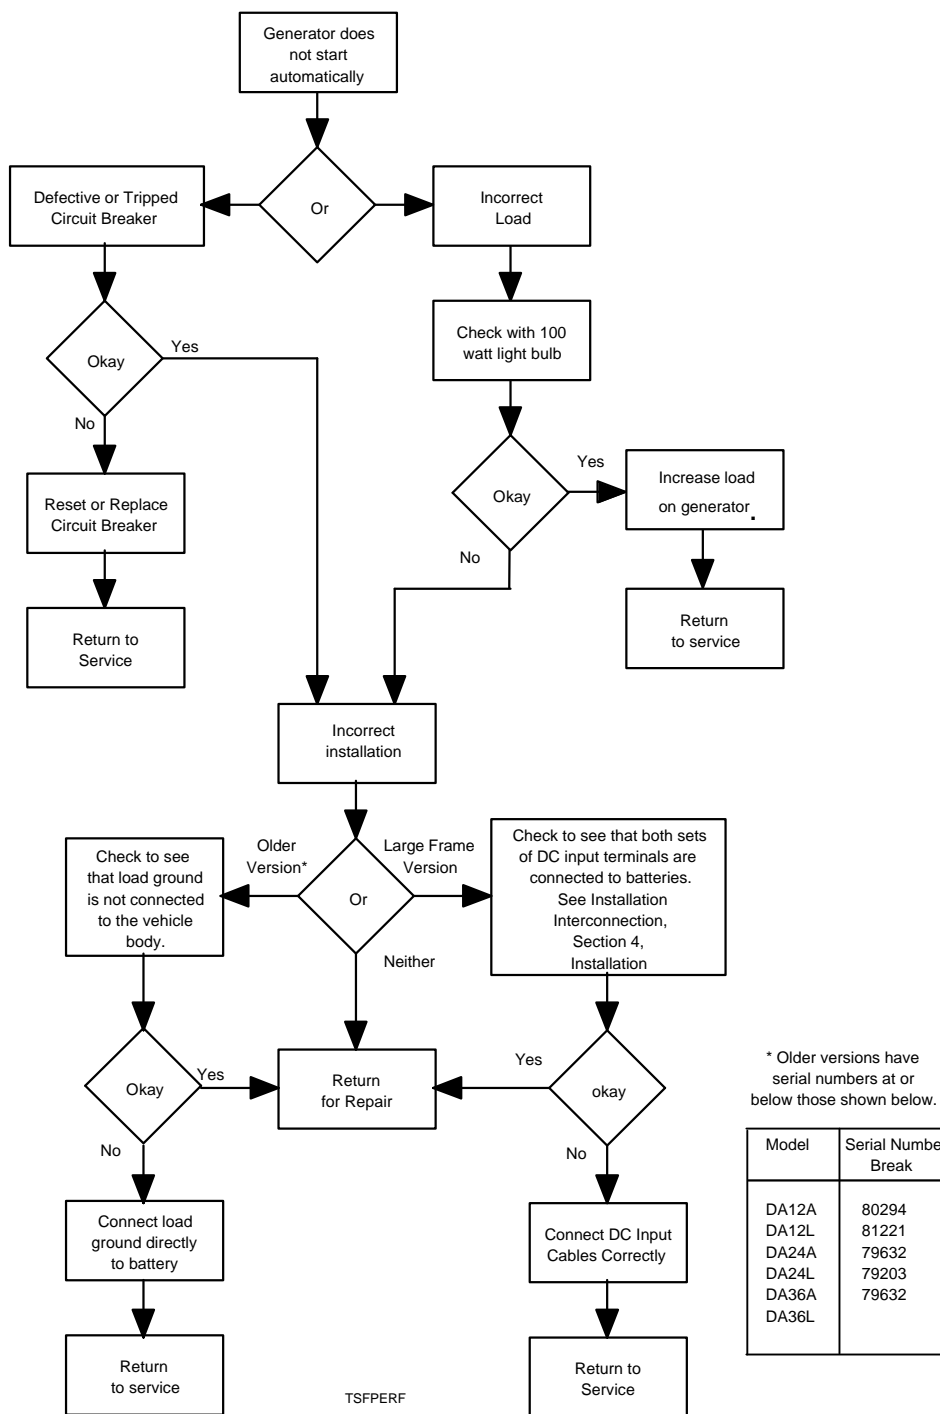 Generator does
not start
automatically
Defective or Tripped
Circuit Breaker
Or
Incorrect
Load
Okay
Yes
No
Check with 100
watt light bulb
Reset or Replace
Circuit Breaker
Okay
Yes
No
Increase load
on generator.
Return to
Service
Return
to service
Incorrect
installation
Check to see
that load ground
is not connected
to the vehicle
body.
Older
Version*
Or
Large Frame
Version
Neither
Check to see that both sets
of DC input terminals are
connected to batteries.
See Installation
Interconnection,
Section 4,
Installation
Okay
Yes
No
Return
for Repair
Yes
okay
No
* Older versions have
serial numbers at or
below those shown below.
Model Serial Numbe
Break
DA12A 80294
DA12L 81221
DA24A 79632
DA24L 79203
DA36A 79632
DA36L
Connect load
ground directly
to battery
Connect DC Input
Cables Correctly
Return
to service
Return to
Service
TSFPERF